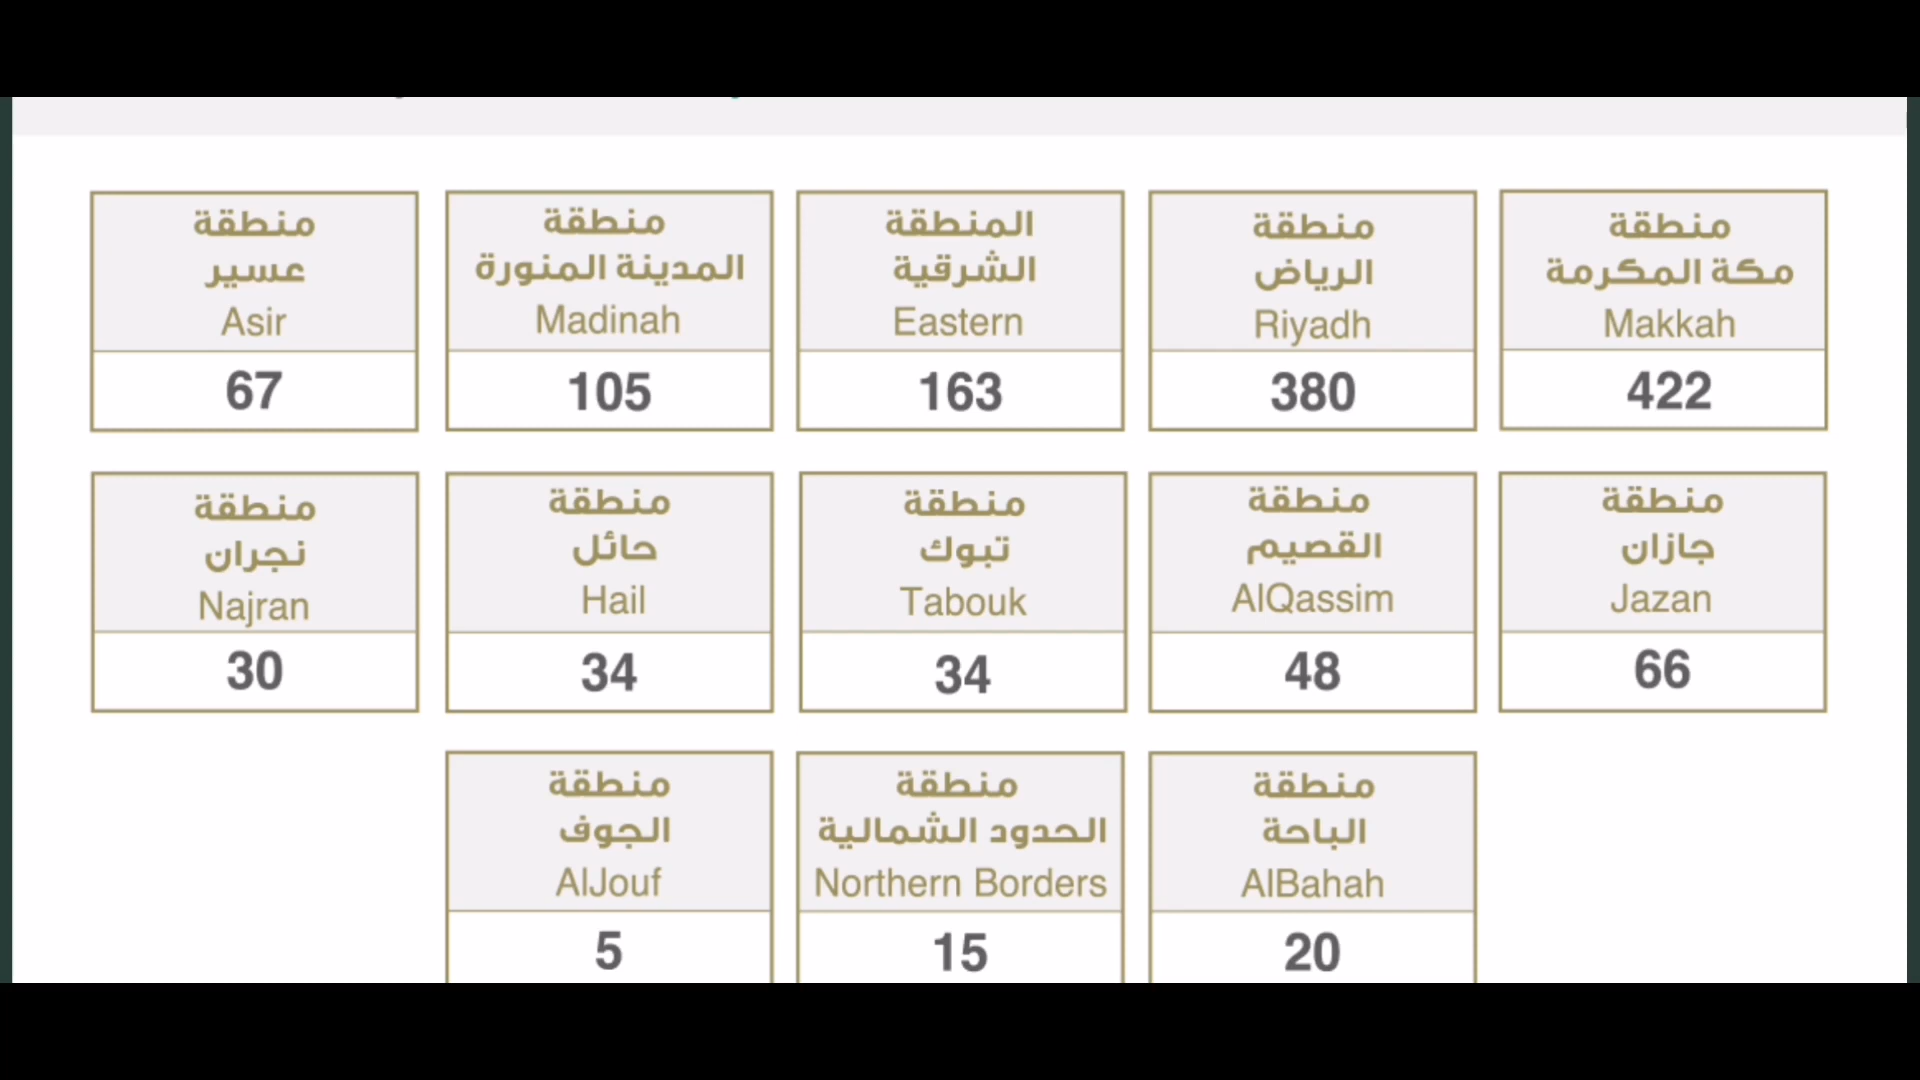 منطقة
مكة المكرمة
Makkah
422
منطقة
الرياض
Riyadh
380
المنطقة
الشرقية
Eastern
163
منطقة
المدينة المنورة
Madinah
105
منطقة
عسير
Asir
67
منطقة
جازان
Jazan
66
منطقة
القصيم
AlQassim
48
منطقة
تبوك
Tabouk
34
منطقة
حائل
Hail
34
منطقة
نجران
Najran
30
منطقة
الباحة
AlBahah
20
منطقة
الحدود الشمالية
Northern Borders
15
منطقة
الجوف
AlJouf
5